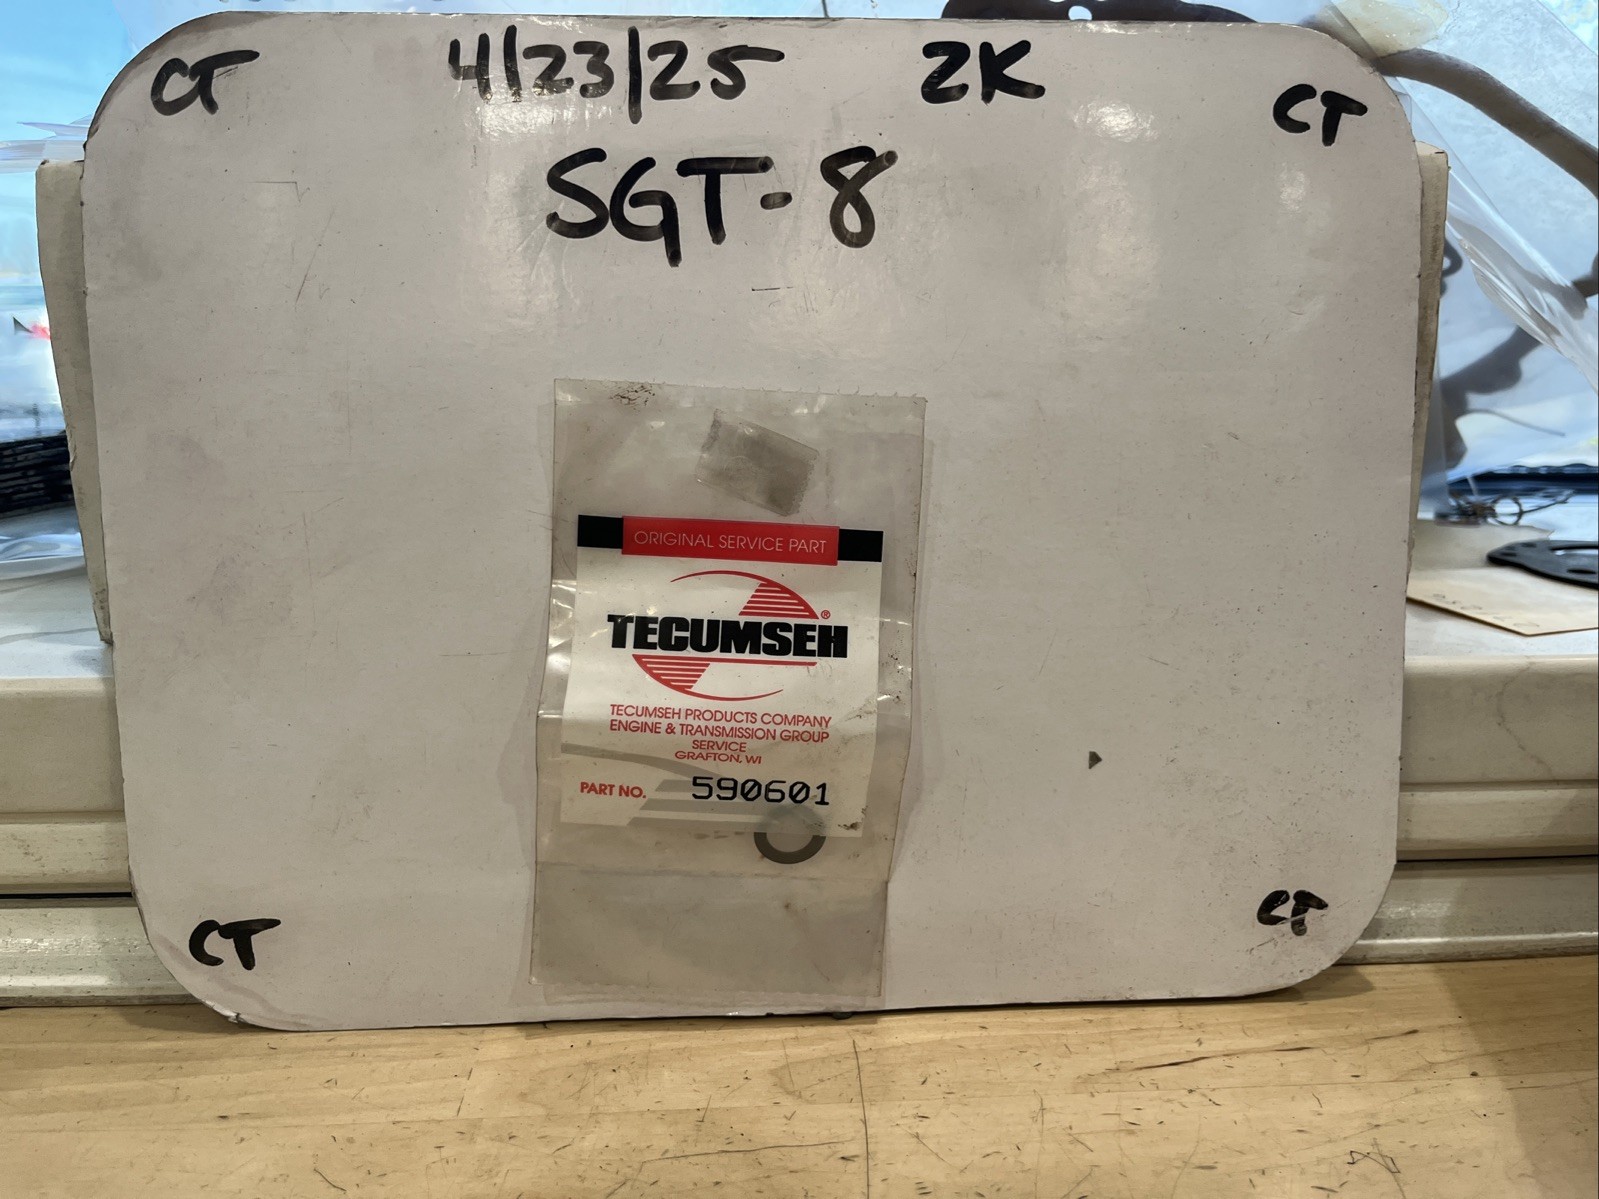 CT 4/23/25 2K CT
SGT-8
ORIGINAL SERVICE PART
TECUMSEH®
TECUMSEH PRODUCTS COMPANY
ENGINE & TRANSMISSION GROUP
SERVICE
GRAFTON, WI
PART NO. 590601
CT CT